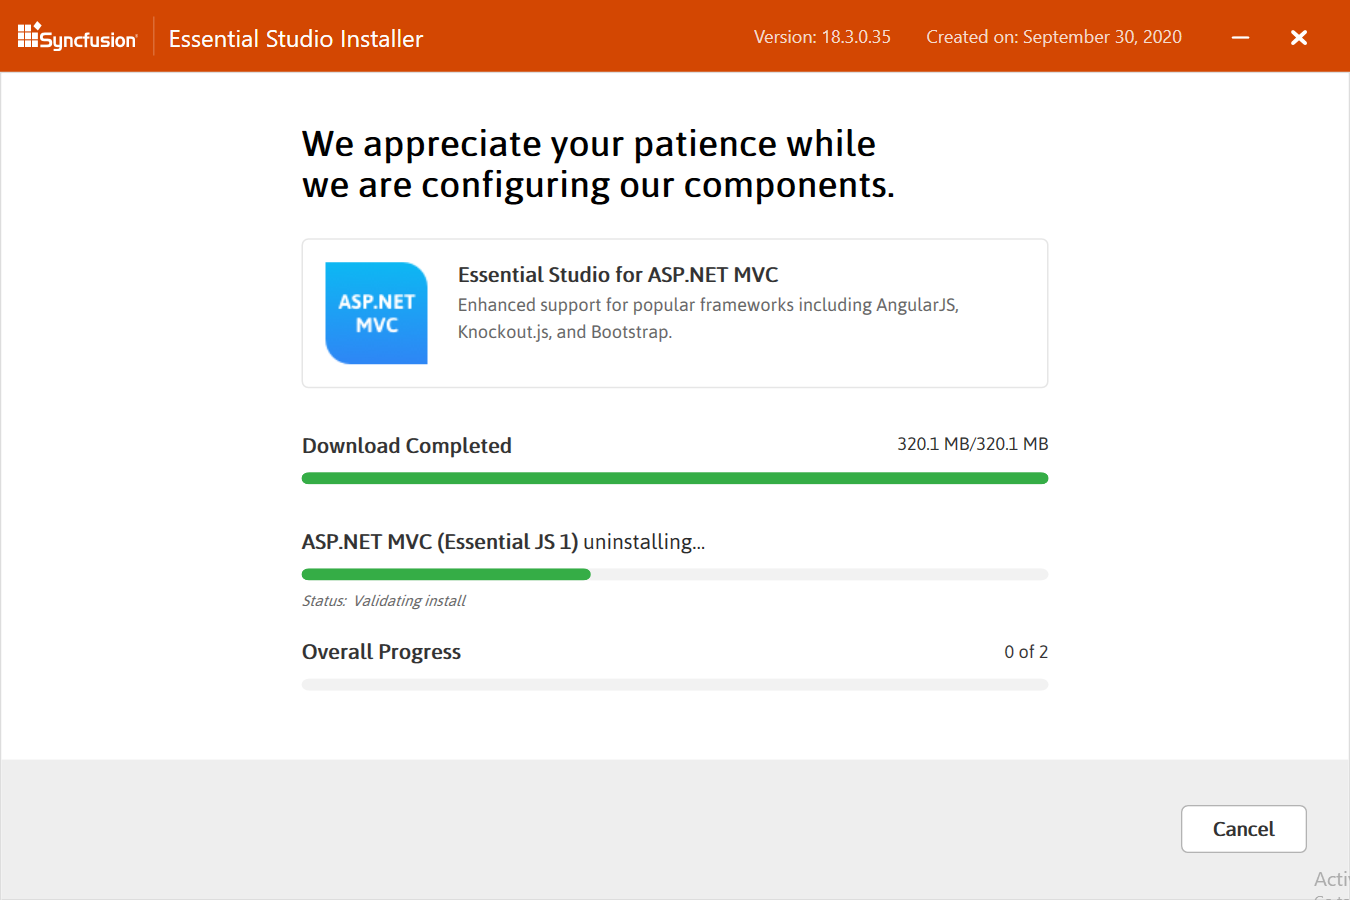 Syncfusion
Essential Studio Installer
Version: 18.3.0.35
Created on: September 30, 2020
We appreciate your patience while
we are configuring our components.
ASP.NET
MVC
Essential Studio for ASP.NET MVC
Enhanced support for popular frameworks including AngularJS,
Knockout.js, and Bootstrap.
Download Completed
320.1 MB/320.1 MB
ASP.NET MVC (Essential JS 1) uninstalling...
Status: Validating install
Overall Progress
0 of 2
Cancel